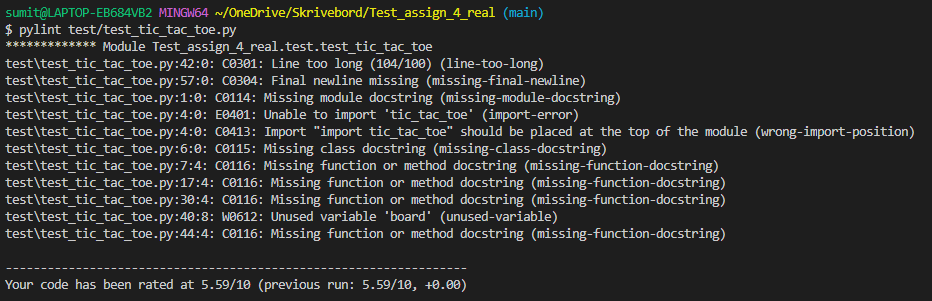 sumit@LAPTOP-EB684VB2 MINGW64 ~/OneDrive/Skrivebord/Test_assign_4_real (main)
$ pylint test/test_tic_tac_toe.py
************* Module Test_assign_4_real.test.test_tic_tac_toe
test\test_tic_tac_toe.py:42:0: C0301: Line too long (104/100) (line-too-long)
test\test_tic_tac_toe.py:57:0: C0304: Final newline missing (missing-final-newline)
test\test_tic_tac_toe.py:1:0: C0114: Missing module docstring (missing-module-docstring)
test\test_tic_tac_toe.py:4:0: E0401: Unable to import 'tic_tac_toe' (import-error)
test\test_tic_tac_toe.py:4:0: C0413: Import "import tic_tac_toe" should be placed at the top of the module (wrong-import-position)
test\test_tic_tac_toe.py:6:0: C0115: Missing class docstring (missing-class-docstring)
test\test_tic_tac_toe.py:7:4: C0116: Missing function or method docstring (missing-function-docstring)
test\test_tic_tac_toe.py:17:4: C0116: Missing function or method docstring (missing-function-docstring)
test\test_tic_tac_toe.py:30:4: C0116: Missing function or method docstring (missing-function-docstring)
test\test_tic_tac_toe.py:40:8: W0612: Unused variable 'board' (unused-variable)
test\test_tic_tac_toe.py:44:4: C0116: Missing function or method docstring (missing-function-docstring)
------------------------------------------------------------------
Your code has been rated at 5.59/10 (previous run: 5.59/10, +0.00)